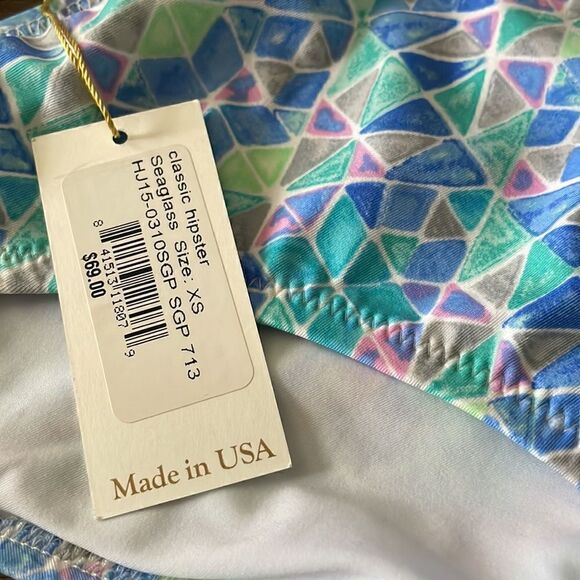 classic hipster
Seaglass Size: XS
HJ15-0310SGP SGP 713
8 41513 11807 9
$69.00
Made in USA